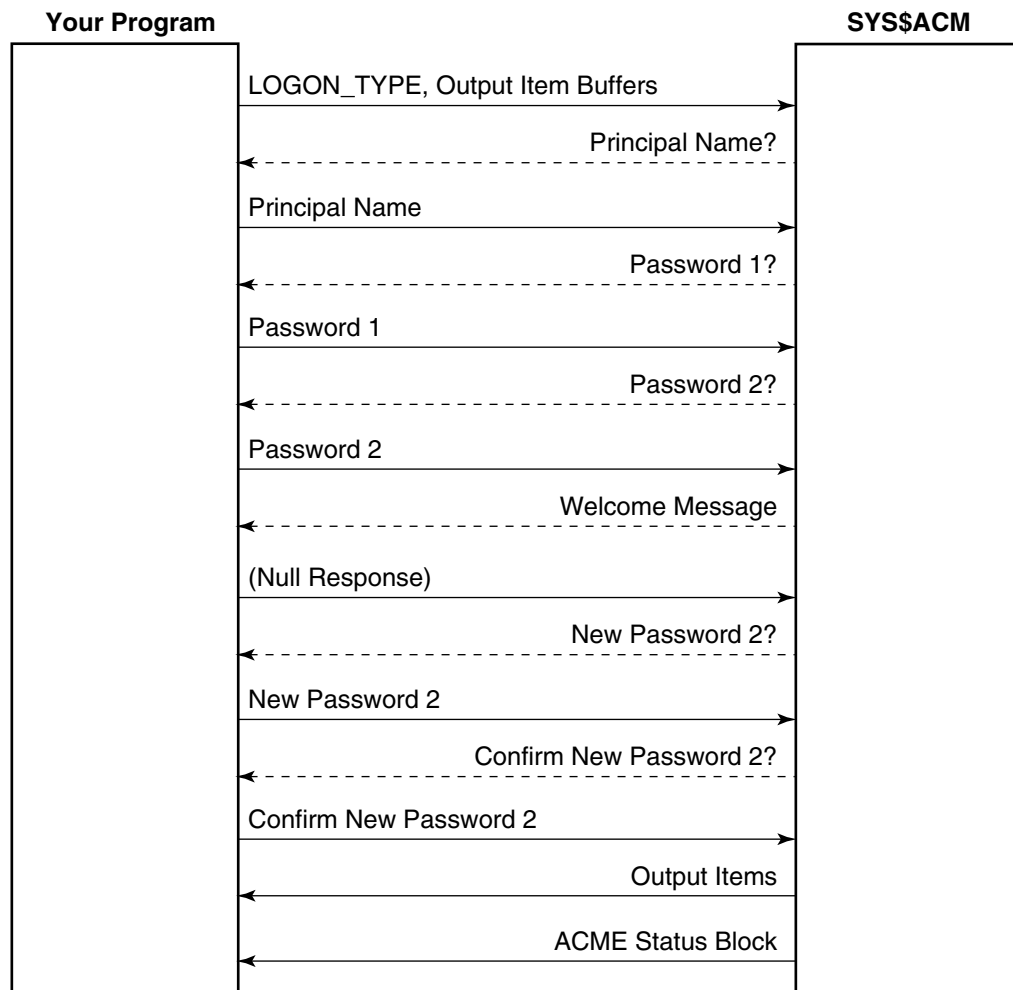 Your Program
SYS$ACM
LOGON_TYPE, Output Item Buffers
Principal Name?
Principal Name
Password 1?
Password 1
Password 2?
Password 2
Welcome Message
(Null Response)
New Password 2?
New Password 2
Confirm New Password 2?
Confirm New Password 2
Output Items
ACME Status Block